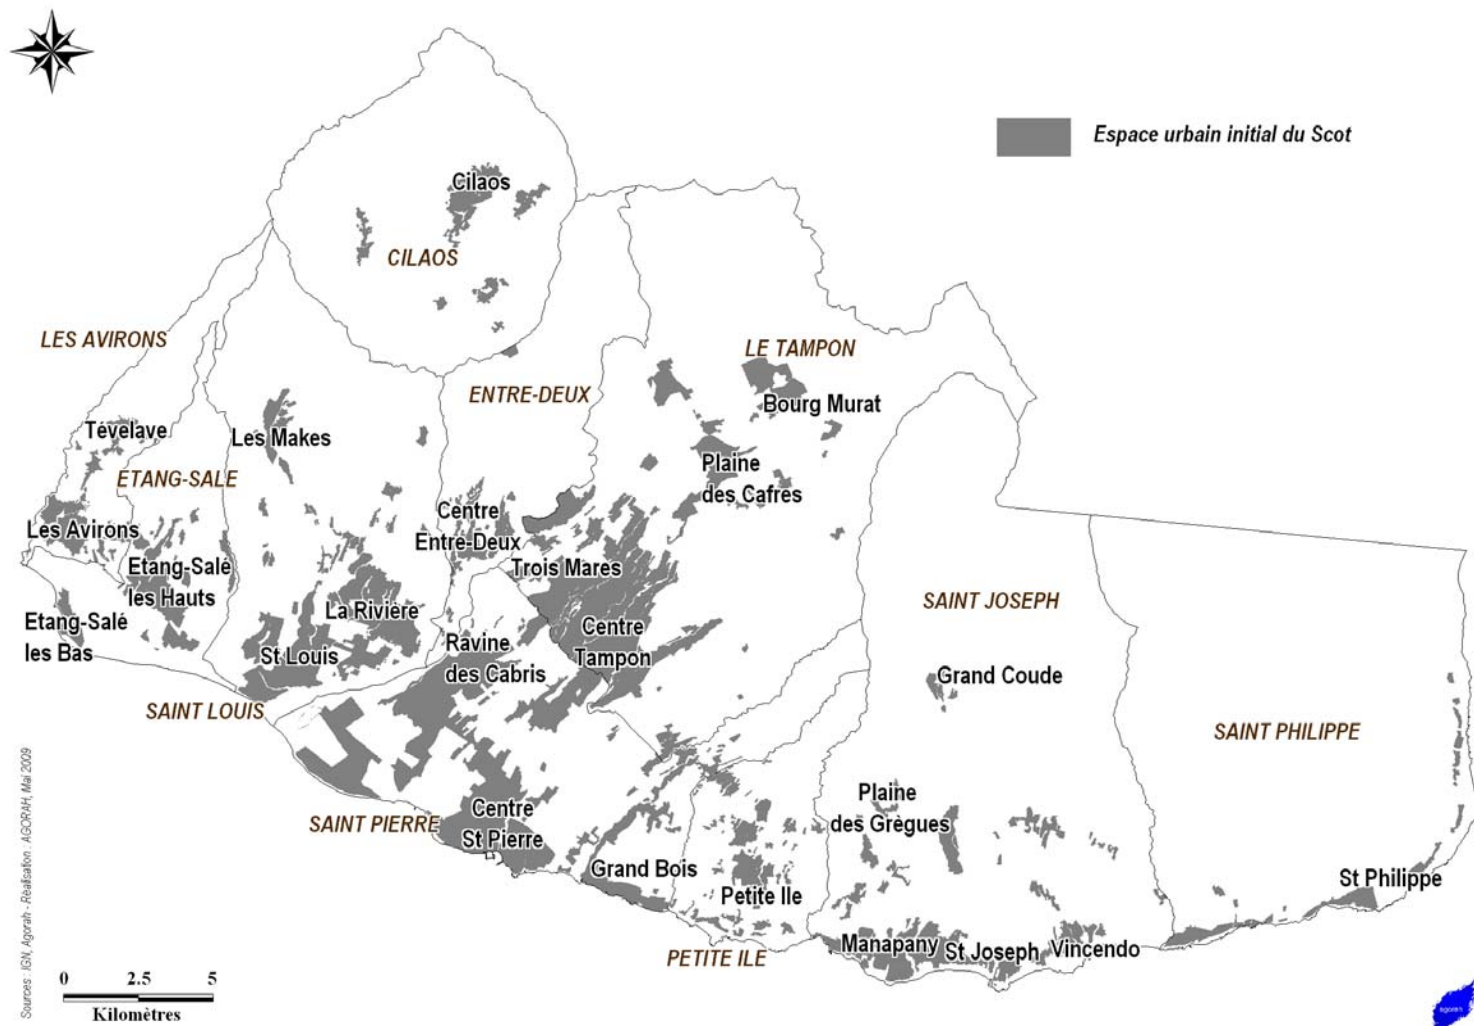 Espace urbain initial du Scot
Cilaos
CILAOS
LES AVIRONS
LE TAMPON
ENTRE-DEUX
Bourg Murat
Tévelave
Les Makes
ETANG-SALE
Plaine
des Cafres
Centre
Entre-Deux
Les Avirons
Etang-Salé
les Hauts
Trois Mares
SAINT JOSEPH
Etang-Salé
les Bas
La Rivière
Centre
Tampon
St Louis
Ravine
des Cabris
Grand Coude
SAINT LOUIS
SAINT PHILIPPE
Plaine
des Grègues
SAINT PIERRE
Centre
St Pierre
Grand Bois
Petite Ile
St Philippe
Manapany
St Joseph
Vincendo
PETITE ILE
Sources : IGN, Agorah - Réalisation : AGORAH, Mai 2009
0 2.5 5
Kilomètres
agorah